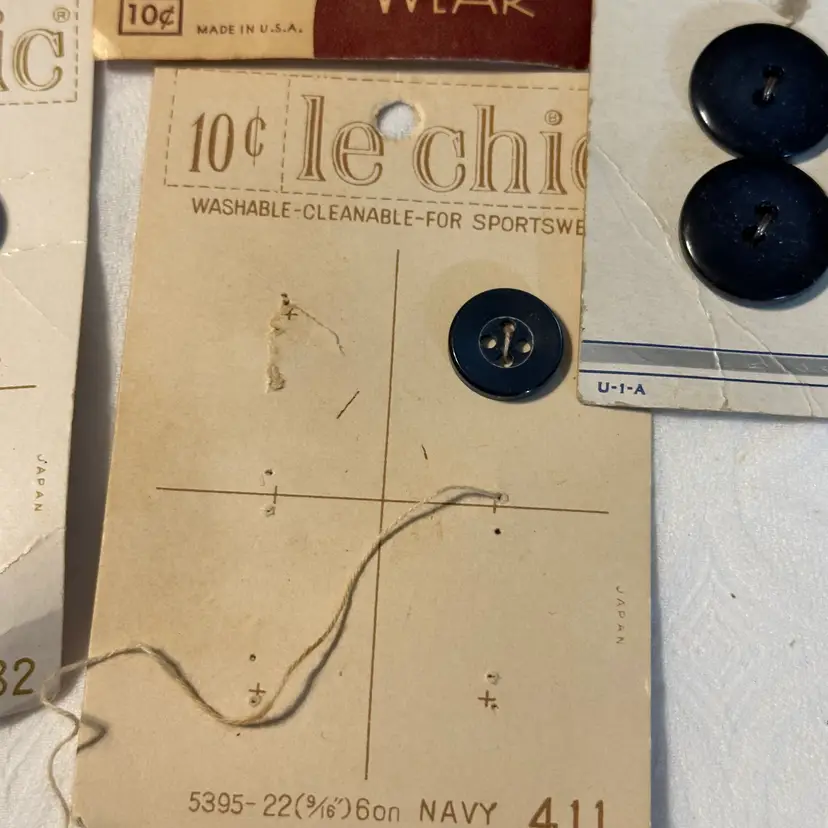 10¢
MADE IN U.S.A.
WEAR
ic®
JAPAN
32
10¢ le chic®
WASHABLE-CLEANABLE-FOR SPORTSWE
JAPAN
5395-22(9/16")6on NAVY 411
U-1-A